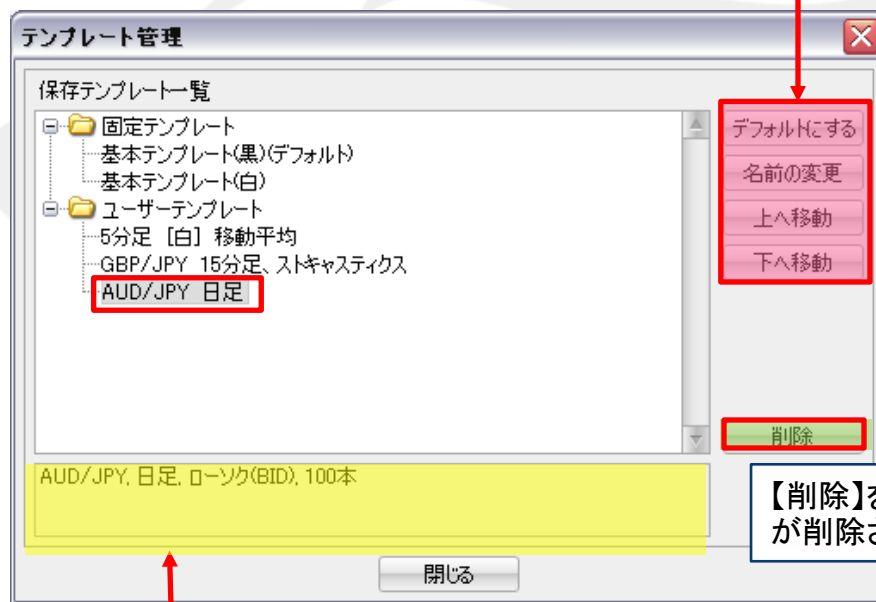 テンプレート管理
保存テンプレート一覧
固定テンプレート
基本テンプレート(黒)(デフォルト)
基本テンプレート(白)
ユーザーテンプレート
5分足 [白] 移動平均
GBP/JPY 15分足、ストキャスティクス
AUD/JPY 日足
デフォルトにする
名前の変更
上へ移動
下へ移動
削除
AUD/JPY, 日足, ローソク(BID), 100本
【削除】を
が削除さ
閉じる